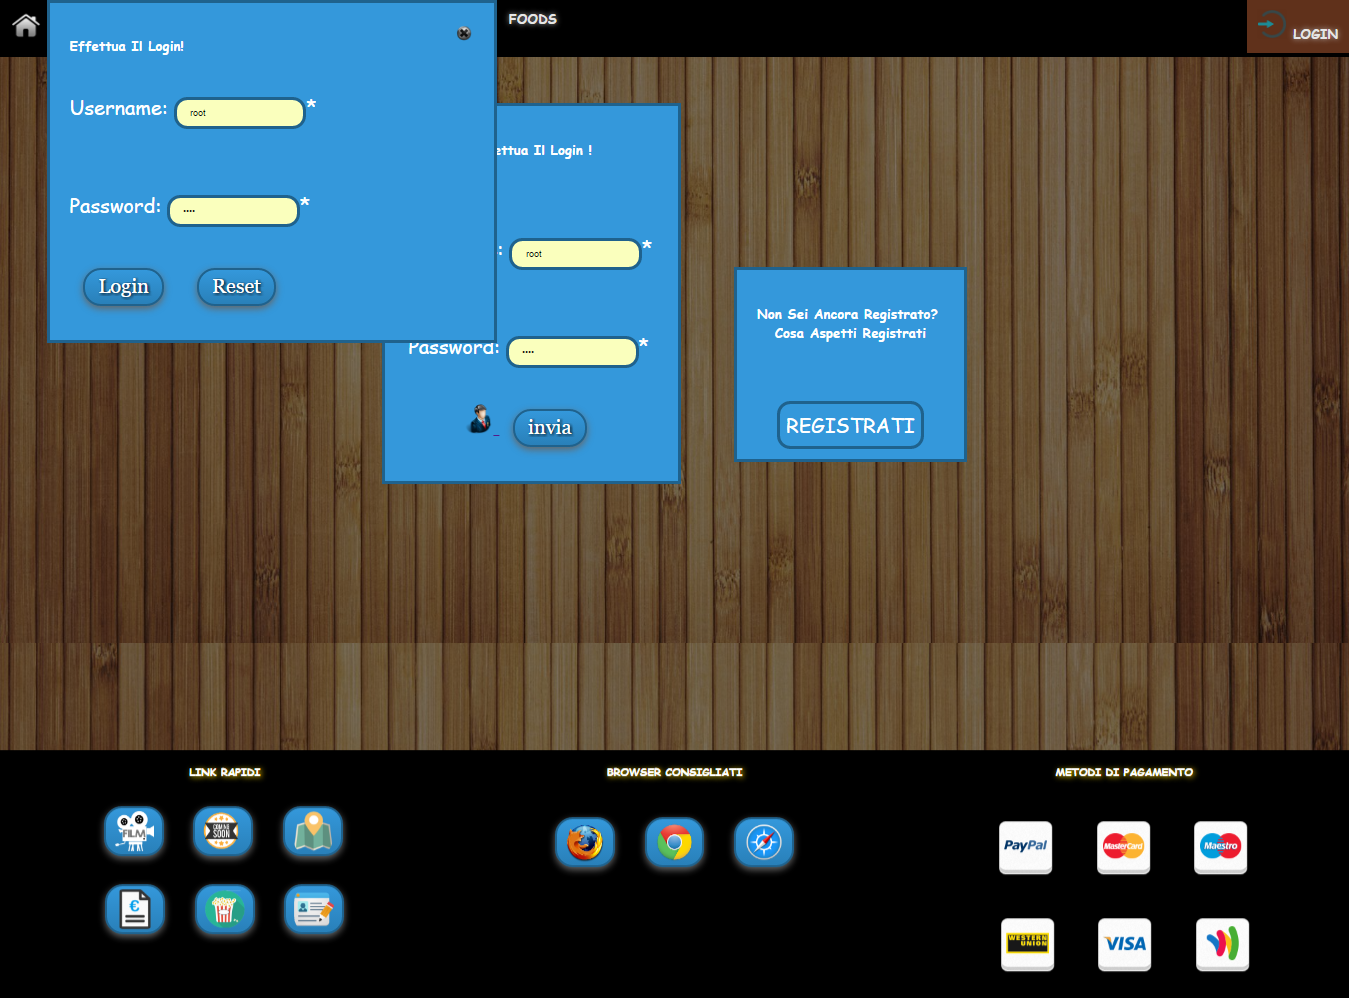 FOODS
LOGIN
Effettua Il Login!
Username: root *
Password: .... *
Login Reset
ettua Il Login !
: root *
Password: .... *
invia
Non Sei Ancora Registrato?
Cosa Aspetti Registrati
REGISTRATI
LINK RAPIDI
BROWSER CONSIGLIATI
METODI DI PAGAMENTO
FILM
COMING
SOON
PayPal
MasterCard
Maestro
€
WESTERN
UNION
VISA